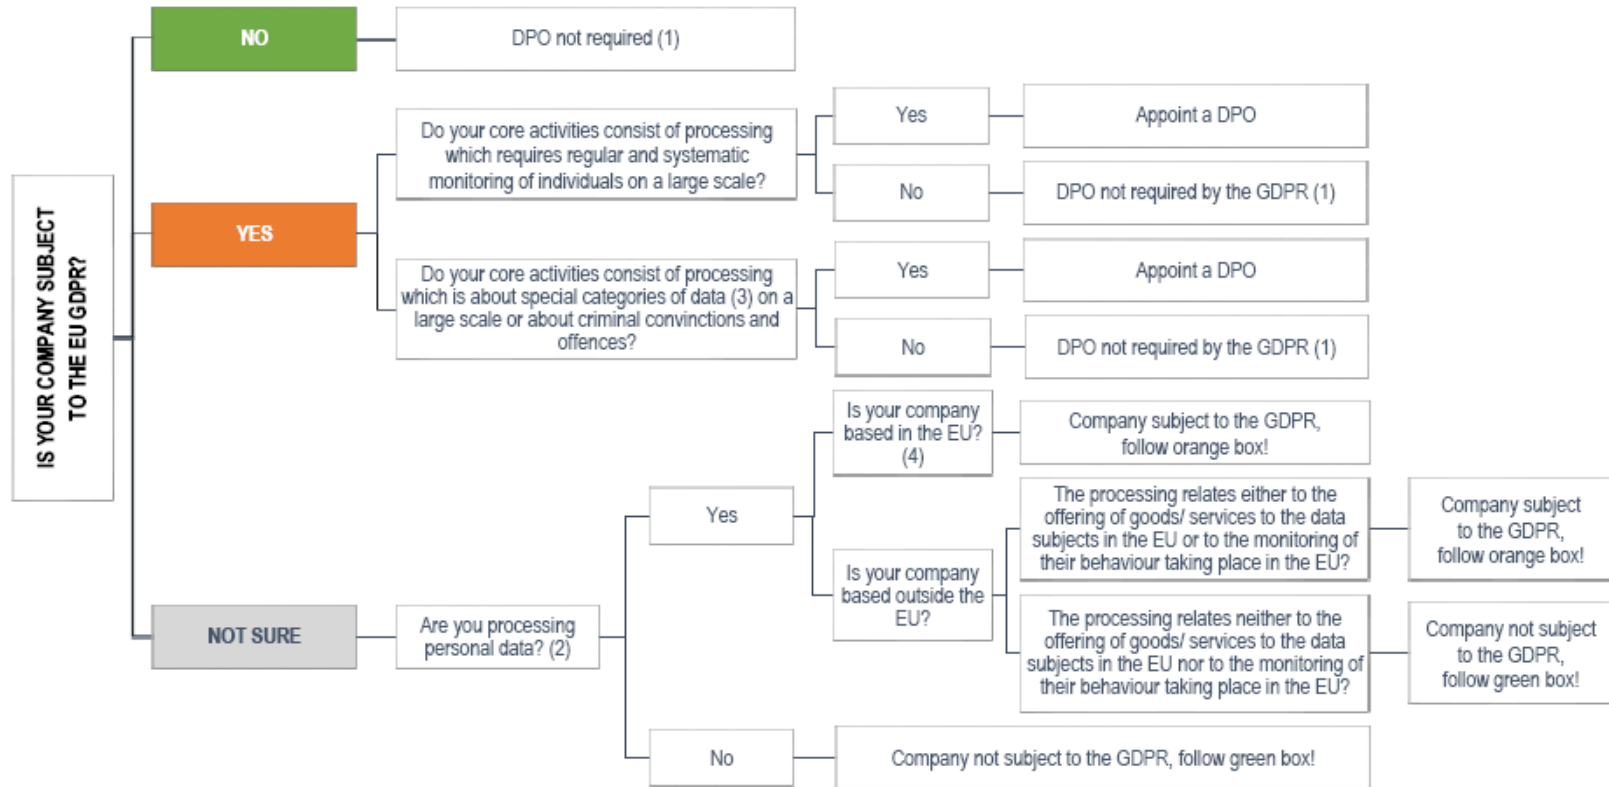 IS YOUR COMPANY SUBJECT
TO THE EU GDPR?
NO
DPO not required (1)
YES
Do your core activities consist of processing
which requires regular and systematic
monitoring of individuals on a large scale?
Yes
Appoint a DPO
No
DPO not required by the GDPR (1)
Do your core activities consist of processing
which is about special categories of data (3) on a
large scale or about criminal convinctions and
offences?
Yes
Appoint a DPO
No
DPO not required by the GDPR (1)
NOT SURE
Are you processing
personal data? (2)
Yes
Is your company
based in the EU?
(4)
Company subject to the GDPR,
follow orange box!
Is your company
based outside the
EU?
The processing relates either to the
offering of goods/ services to the data
subjects in the EU or to the monitoring of
their behaviour taking place in the EU?
Company subject
to the GDPR,
follow orange box!
The processing relates neither to the
offering of goods/ services to the data
subjects in the EU nor to the monitoring of
their behaviour taking place in the EU?
Company not subject
to the GDPR,
follow green box!
No
Company not subject to the GDPR, follow green box!